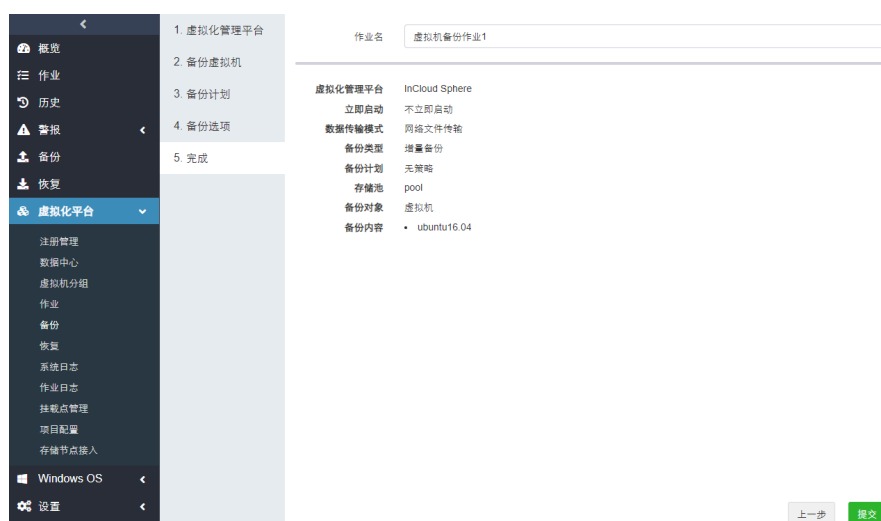 概览
作业
历史
警报
备份
恢复
虚拟化平台
注册管理
数据中心
虚拟机分组
作业
备份
恢复
系统日志
作业日志
挂载点管理
项目配置
存储节点接入
Windows OS
设置
1. 虚拟化管理平台
2. 备份虚拟机
3. 备份计划
4. 备份选项
5. 完成
作业名 虚拟机备份作业1
虚拟化管理平台 InCloud Sphere
立即启动 不立即启动
数据传输模式 网络文件传输
备份类型 增量备份
备份计划 无策略
存储池 pool
备份对象 虚拟机
备份内容 • ubuntu16.04
上一步 提交